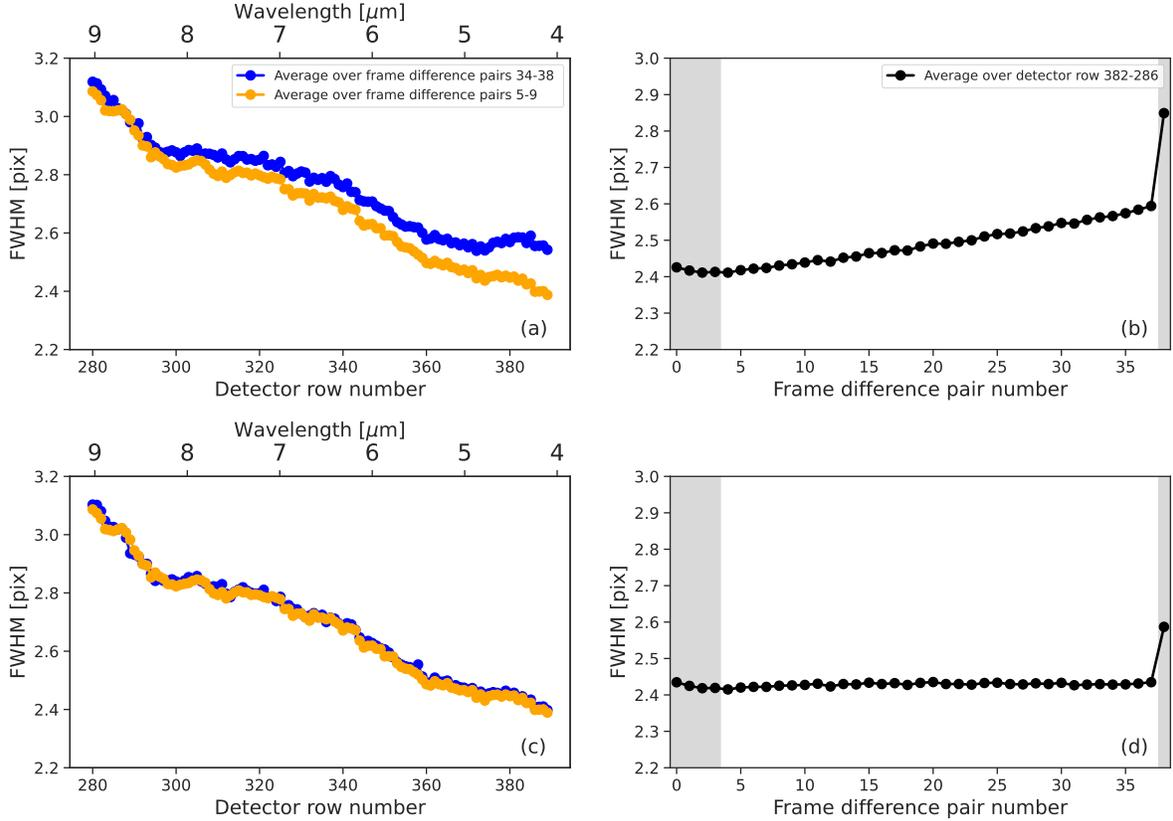 Wavelength [μm]
9 8 7 6 5 4
3.2
3.0
2.8
2.6
2.4
2.2
FWHM [pix]
Average over frame difference pairs 34-38
Average over frame difference pairs 5-9
(a)
280 300 320 340 360 380
Detector row number
3.0
2.9
2.8
2.7
2.6
2.5
2.4
2.3
2.2
FWHM [pix]
Average over detector row 382-286
(b)
0 5 10 15 20 25 30 35
Frame difference pair number
Wavelength [μm]
9 8 7 6 5 4
3.2
3.0
2.8
2.6
2.4
2.2
FWHM [pix]
(c)
280 300 320 340 360 380
Detector row number
3.0
2.9
2.8
2.7
2.6
2.5
2.4
2.3
2.2
FWHM [pix]
(d)
0 5 10 15 20 25 30 35
Frame difference pair number